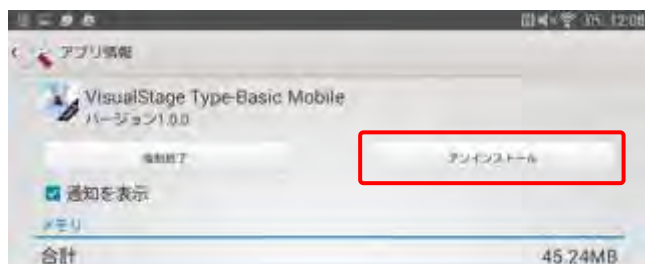 12:08
アプリ情報
VisualStage Type-Basic Mobile
バージョン1.0.0
強制終了 アンインストール
通知を表示
メモリ
合計 45.24MB